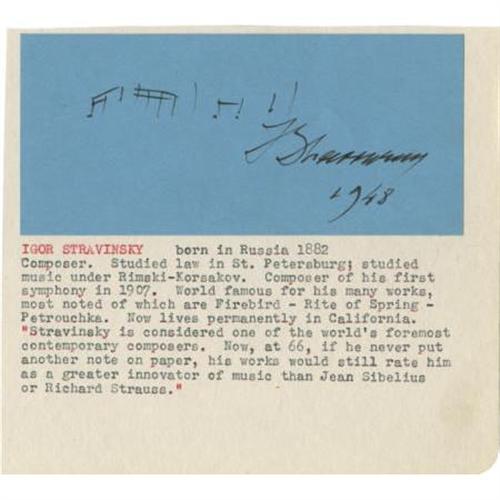 I Stravinsky
1948
IGOR STRAVINSKY born in Russia 1882
Composer. Studied law in St. Petersburg; studied
music under Rimski-Korsakov. Composer of his first
symphony in 1907. World famous for his many works,
most noted of which are Firebird - Rite of Spring -
Petrouchka. Now lives permanently in California.
"Stravinsky is considered one of the world's foremost
contemporary composers. Now, at 66, if he never put
another note on paper, his works would still rate him
as a greater innovator of music than Jean Sibelius
or Richard Strauss."